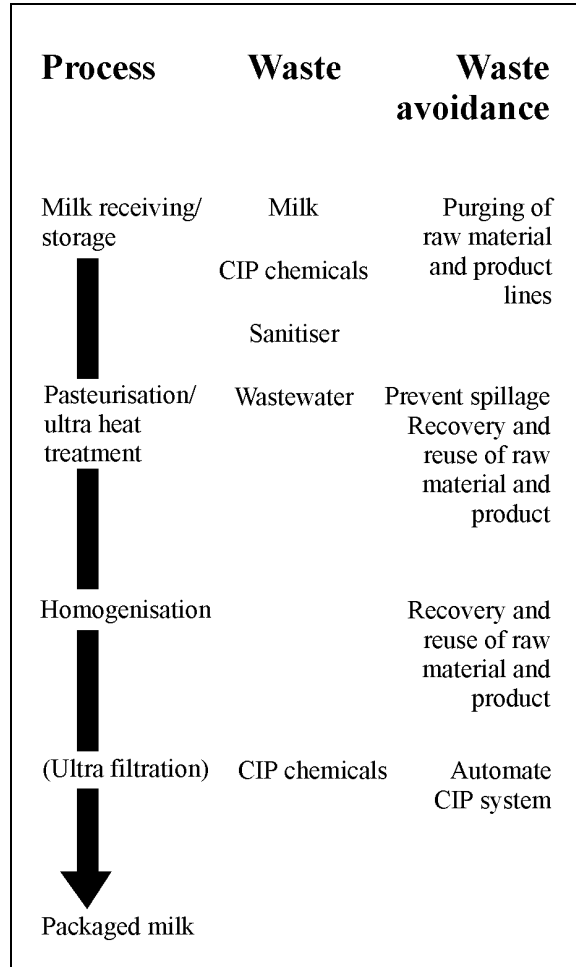 Process
Waste
Waste
avoidance
Milk receiving/
storage
Milk
CIP chemicals
Sanitiser
Purging of
raw material
and product
lines
Pasteurisation/
ultra heat
treatment
Wastewater
Prevent spillage
Recovery and
reuse of raw
material and
product
Homogenisation
Recovery and
reuse of raw
material and
product
(Ultra filtration)
CIP chemicals
Automate
CIP system
Packaged milk